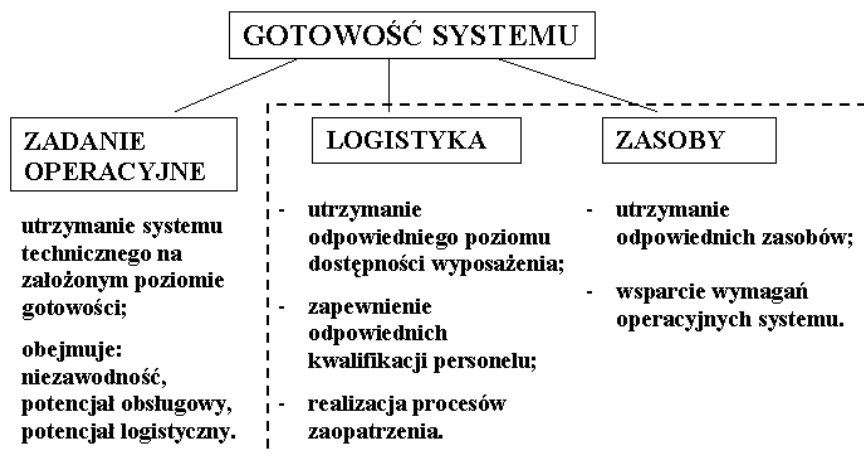 GOTOWOŚĆ SYSTEMU
ZADANIE
OPERACYJNE
utrzymanie systemu
technicznego na
założonym poziomie
gotowości;
obejmuje:
niezawodność,
potencjał obsługowy,
potencjał logistyczny.
LOGISTYKA
- utrzymanie
odpowiedniego poziomu
dostępności wyposażenia;
- zapewnienie
odpowiednich
kwalifikacji personelu;
- realizacja procesów
zaopatrzenia.
ZASOBY
- utrzymanie
odpowiednich zasobów;
- wsparcie wymagań
operacyjnych systemu.